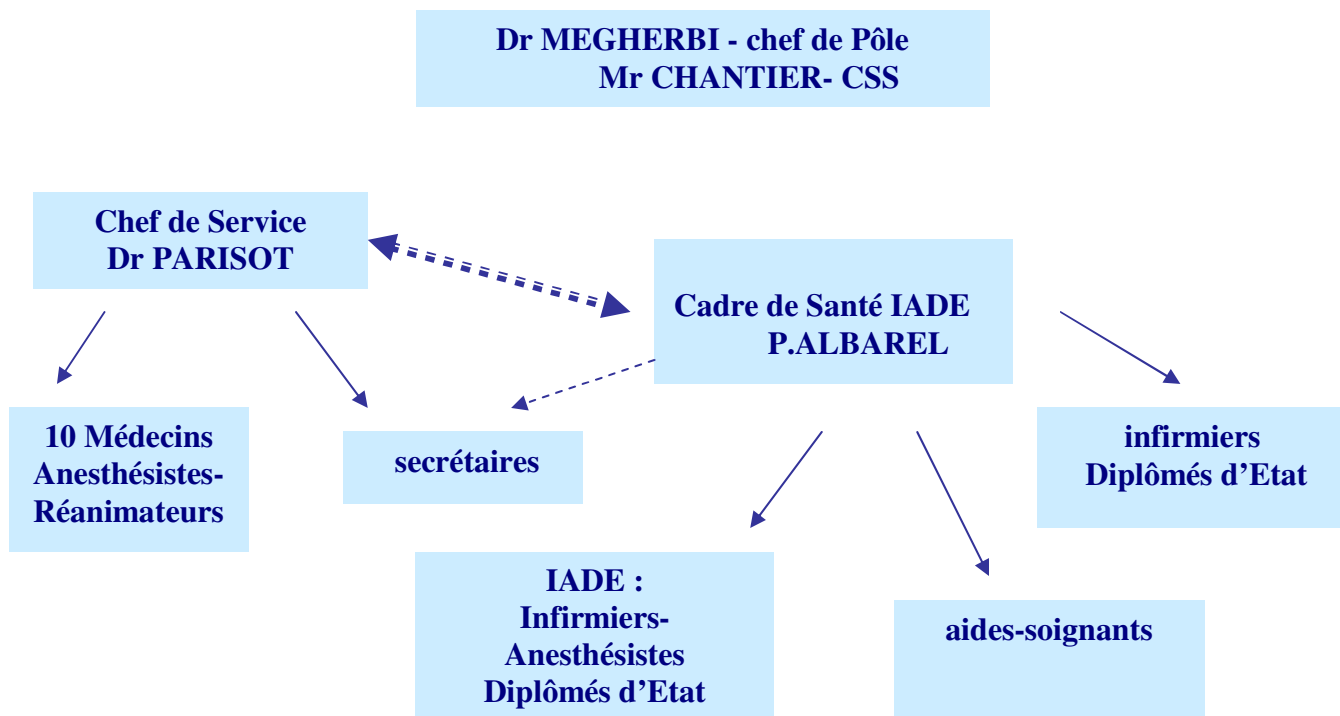 Dr MEGHERBI - chef de Pôle
Mr CHANTIER- CSS
Chef de Service
Dr PARISOT
Cadre de Santé IADE
P.ALBAREL
10 Médecins
Anesthésistes-
Réanimateurs
secrétaires
infirmiers
Diplômés d’Etat
IADE :
Infirmiers-
Anesthésistes
Diplômés d’Etat
aides-soignants